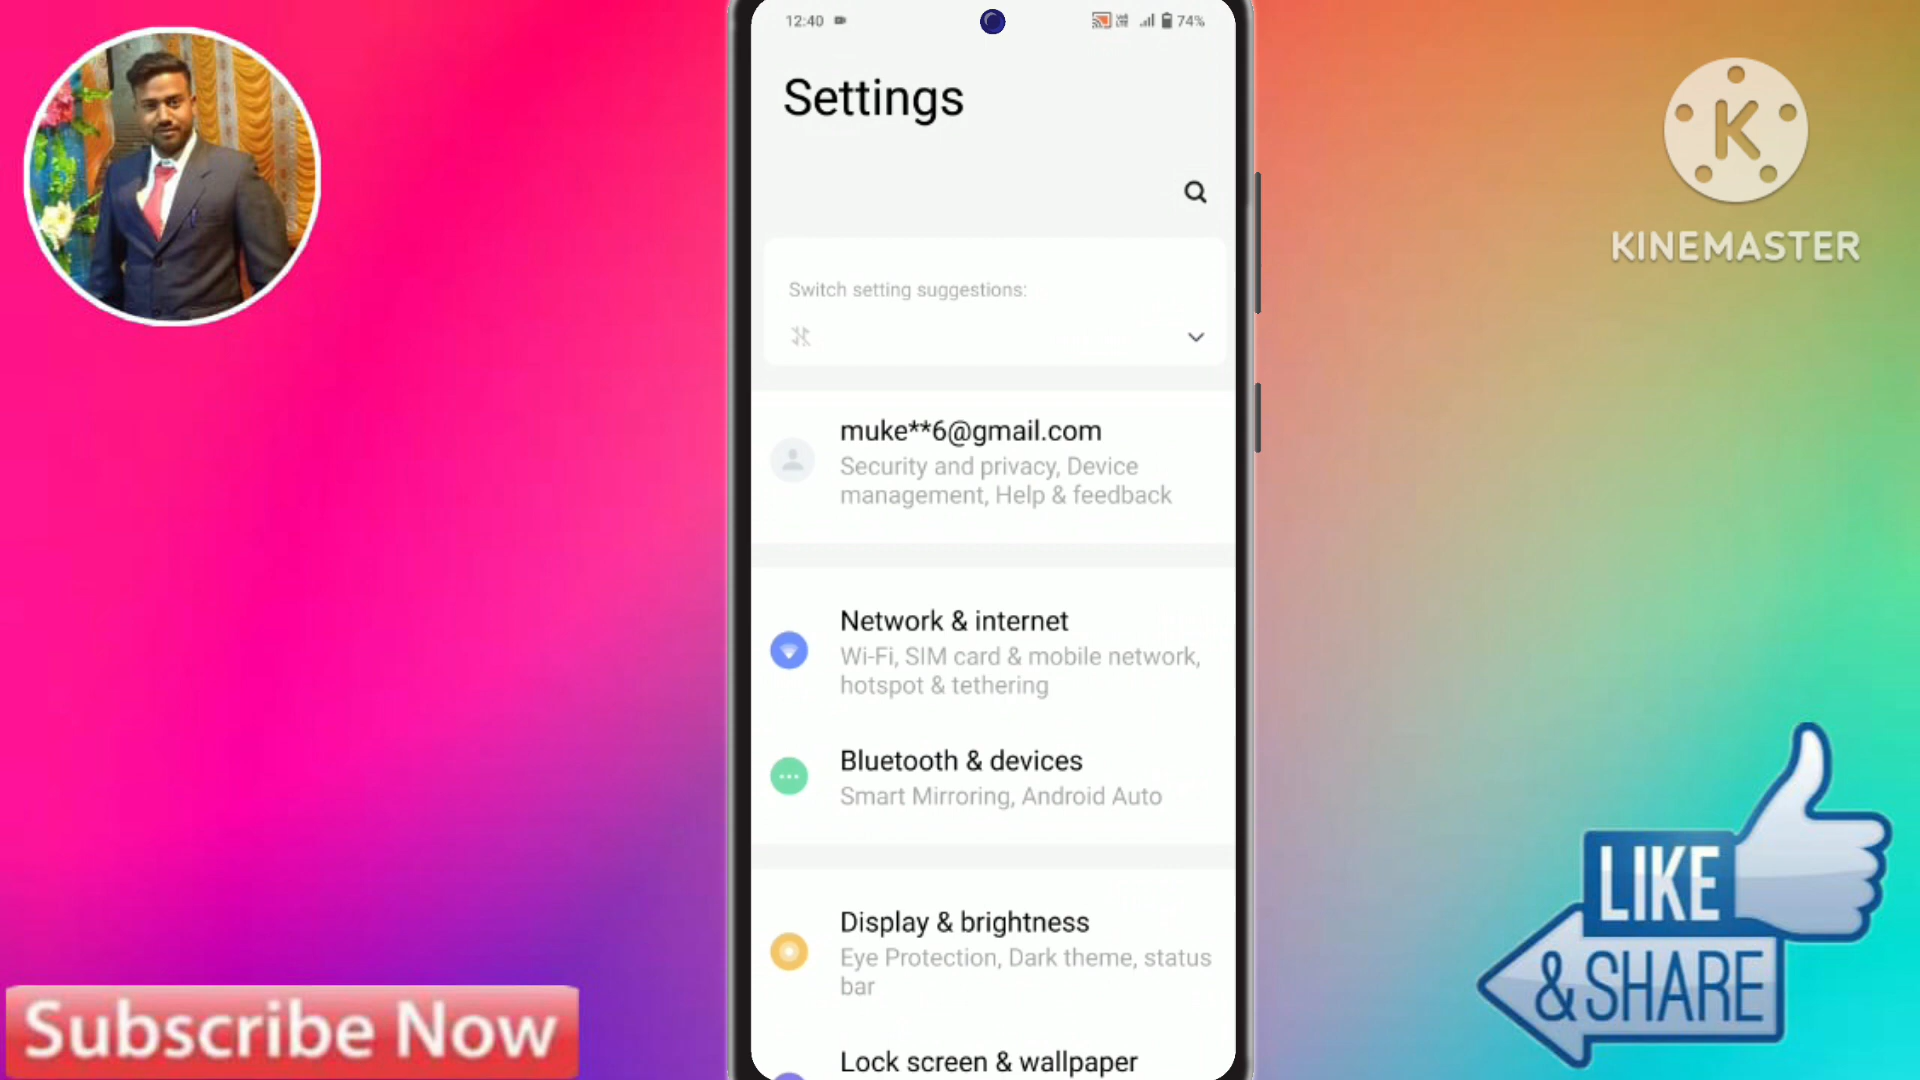 12:40
74%
Settings
K
KINEMASTER
Switch setting suggestions:
muke**6@gmail.com
Security and privacy, Device
management, Help & feedback
Network & internet
Wi-Fi, SIM card & mobile network,
hotspot & tethering
Bluetooth & devices
Smart Mirroring, Android Auto
Display & brightness
Eye Protection, Dark theme, status
bar
Lock screen & wallpaper
Subscribe Now
LIKE
& SHARE